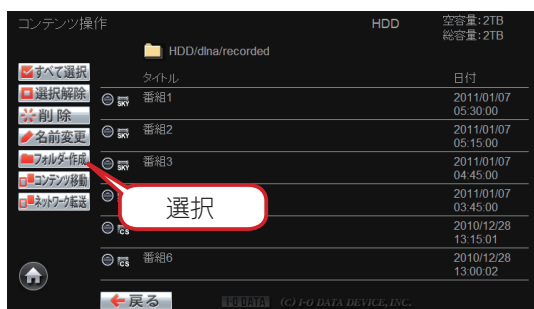 コンテンツ操作
HDD
空容量:2TB
総容量:2TB
HDD/dlna/recorded
すべて選択
選択解除
削除
名前変更
フォルダー作成
コンテンツ移動
ネットワーク転送
タイトル
日付
SKY 番組1
2011/01/07
05:30:00
SKY 番組2
2011/01/07
05:15:00
SKY 番組3
2011/01/07
04:45:00
2011/01/07
03:45:00
選択
CS
2010/12/28
13:15:01
CS 番組6
2010/12/28
13:00:02
戻る
I-O DATA (C) I-O DATA DEVICE, INC.